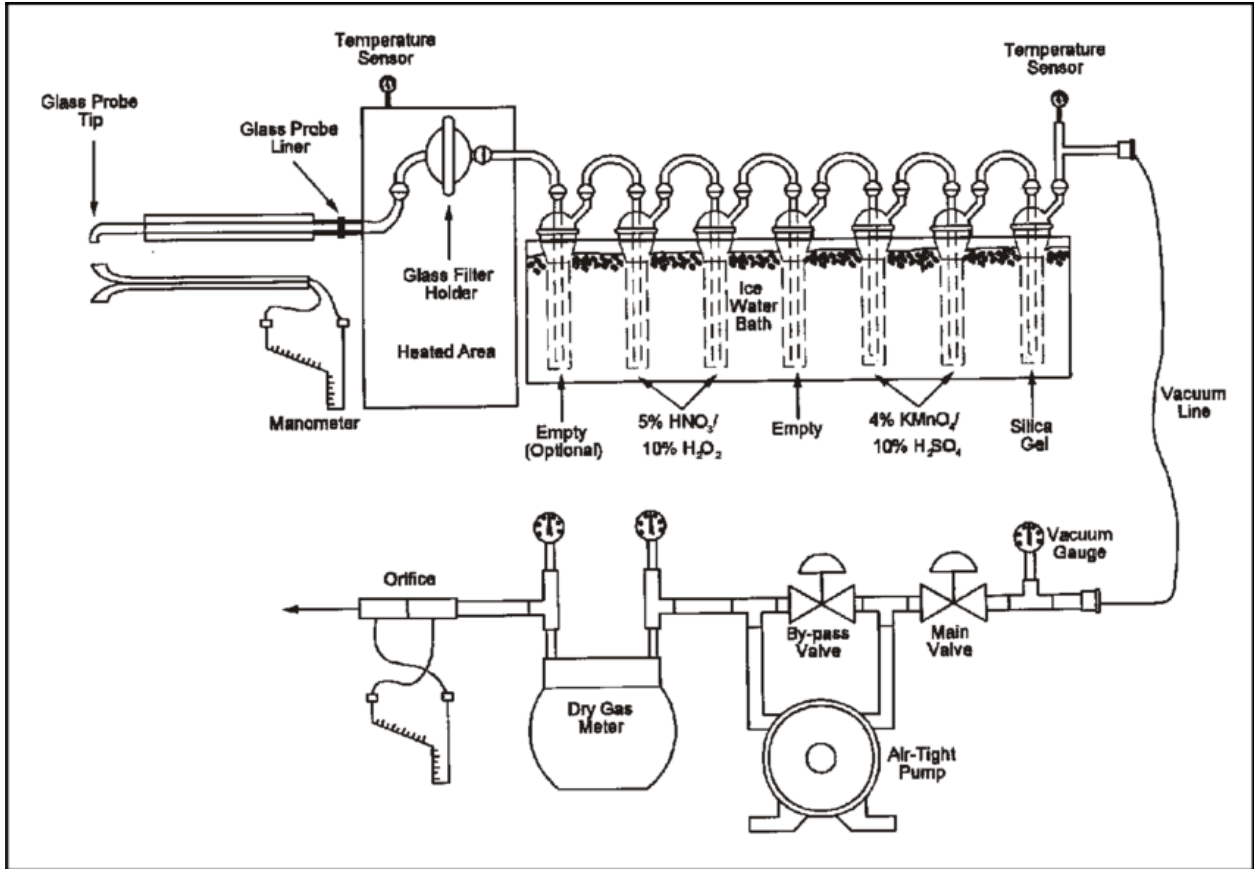 Temperature
Sensor
Temperature
Sensor
Glass Probe
Tip
Glass Probe
Liner
Glass Filter
Holder
Ice
Water
Bath
Heated Area
Manometer
Empty
(Optional)
5% HNO₃/
10% H₂O₂
Empty
4% KMnO₄/
10% H₂SO₄
Silica
Gel
Vacuum
Line
Vacuum
Gauge
Orifice
By-pass
Valve
Main
Valve
Dry Gas
Meter
Air-Tight
Pump